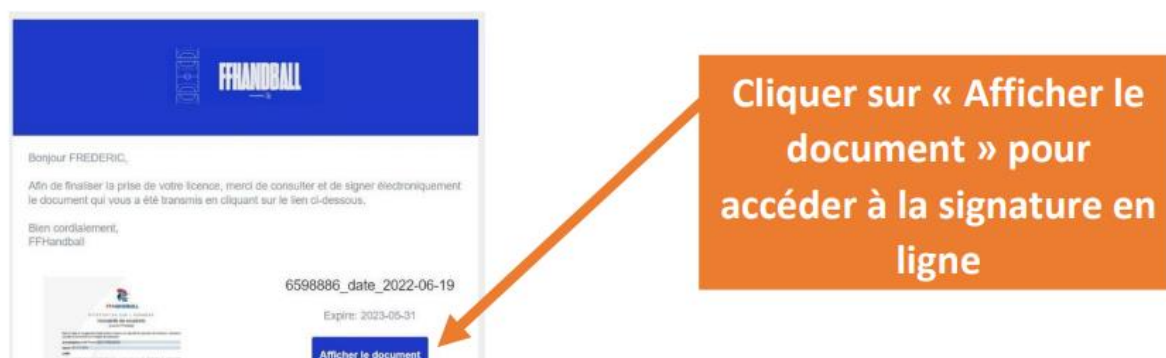 FFHANDBALL
Bonjour FREDERIC,
Afin de finaliser la prise de votre licence, merci de consulter et de signer électroniquement
le document qui vous a été transmis en cliquant sur le lien ci-dessous.
Bien cordialement,
FFHandball
6598886_date_2022-06-19
Expire: 2023-05-31
Afficher le document
Cliquer sur « Afficher le
document » pour
accéder à la signature en
ligne